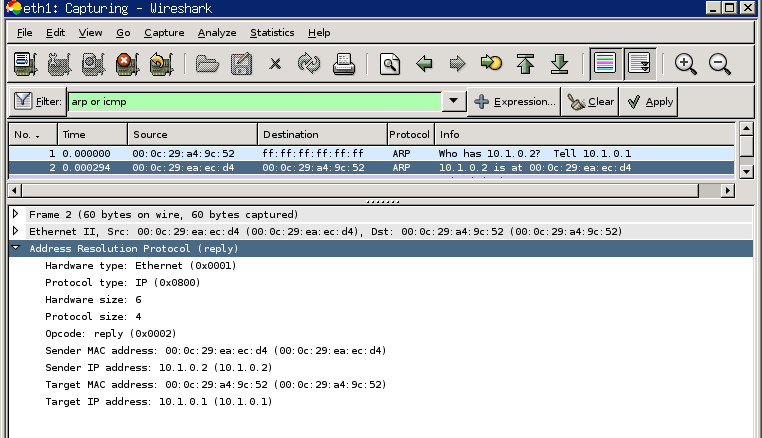 eth1: Capturing - Wireshark
File Edit View Go Capture Analyze Statistics Help
Filter: arp or icmp Expression... Clear Apply
No. . Time Source Destination Protocol Info
1 0.000000 00:0c:29:a4:9c:52 ff:ff:ff:ff:ff:ff ARP Who has 10.1.0.2? Tell 10.1.0.1
2 0.000294 00:0c:29:ea:ec:d4 00:0c:29:a4:9c:52 ARP 10.1.0.2 is at 00:0c:29:ea:ec:d4
Frame 2 (60 bytes on wire, 60 bytes captured)
Ethernet II, Src: 00:0c:29:ea:ec:d4 (00:0c:29:ea:ec:d4), Dst: 00:0c:29:a4:9c:52 (00:0c:29:a4:9c:52)
Address Resolution Protocol (reply)
Hardware type: Ethernet (0x0001)
Protocol type: IP (0x0800)
Hardware size: 6
Protocol size: 4
Opcode: reply (0x0002)
Sender MAC address: 00:0c:29:ea:ec:d4 (00:0c:29:ea:ec:d4)
Sender IP address: 10.1.0.2 (10.1.0.2)
Target MAC address: 00:0c:29:a4:9c:52 (00:0c:29:a4:9c:52)
Target IP address: 10.1.0.1 (10.1.0.1)